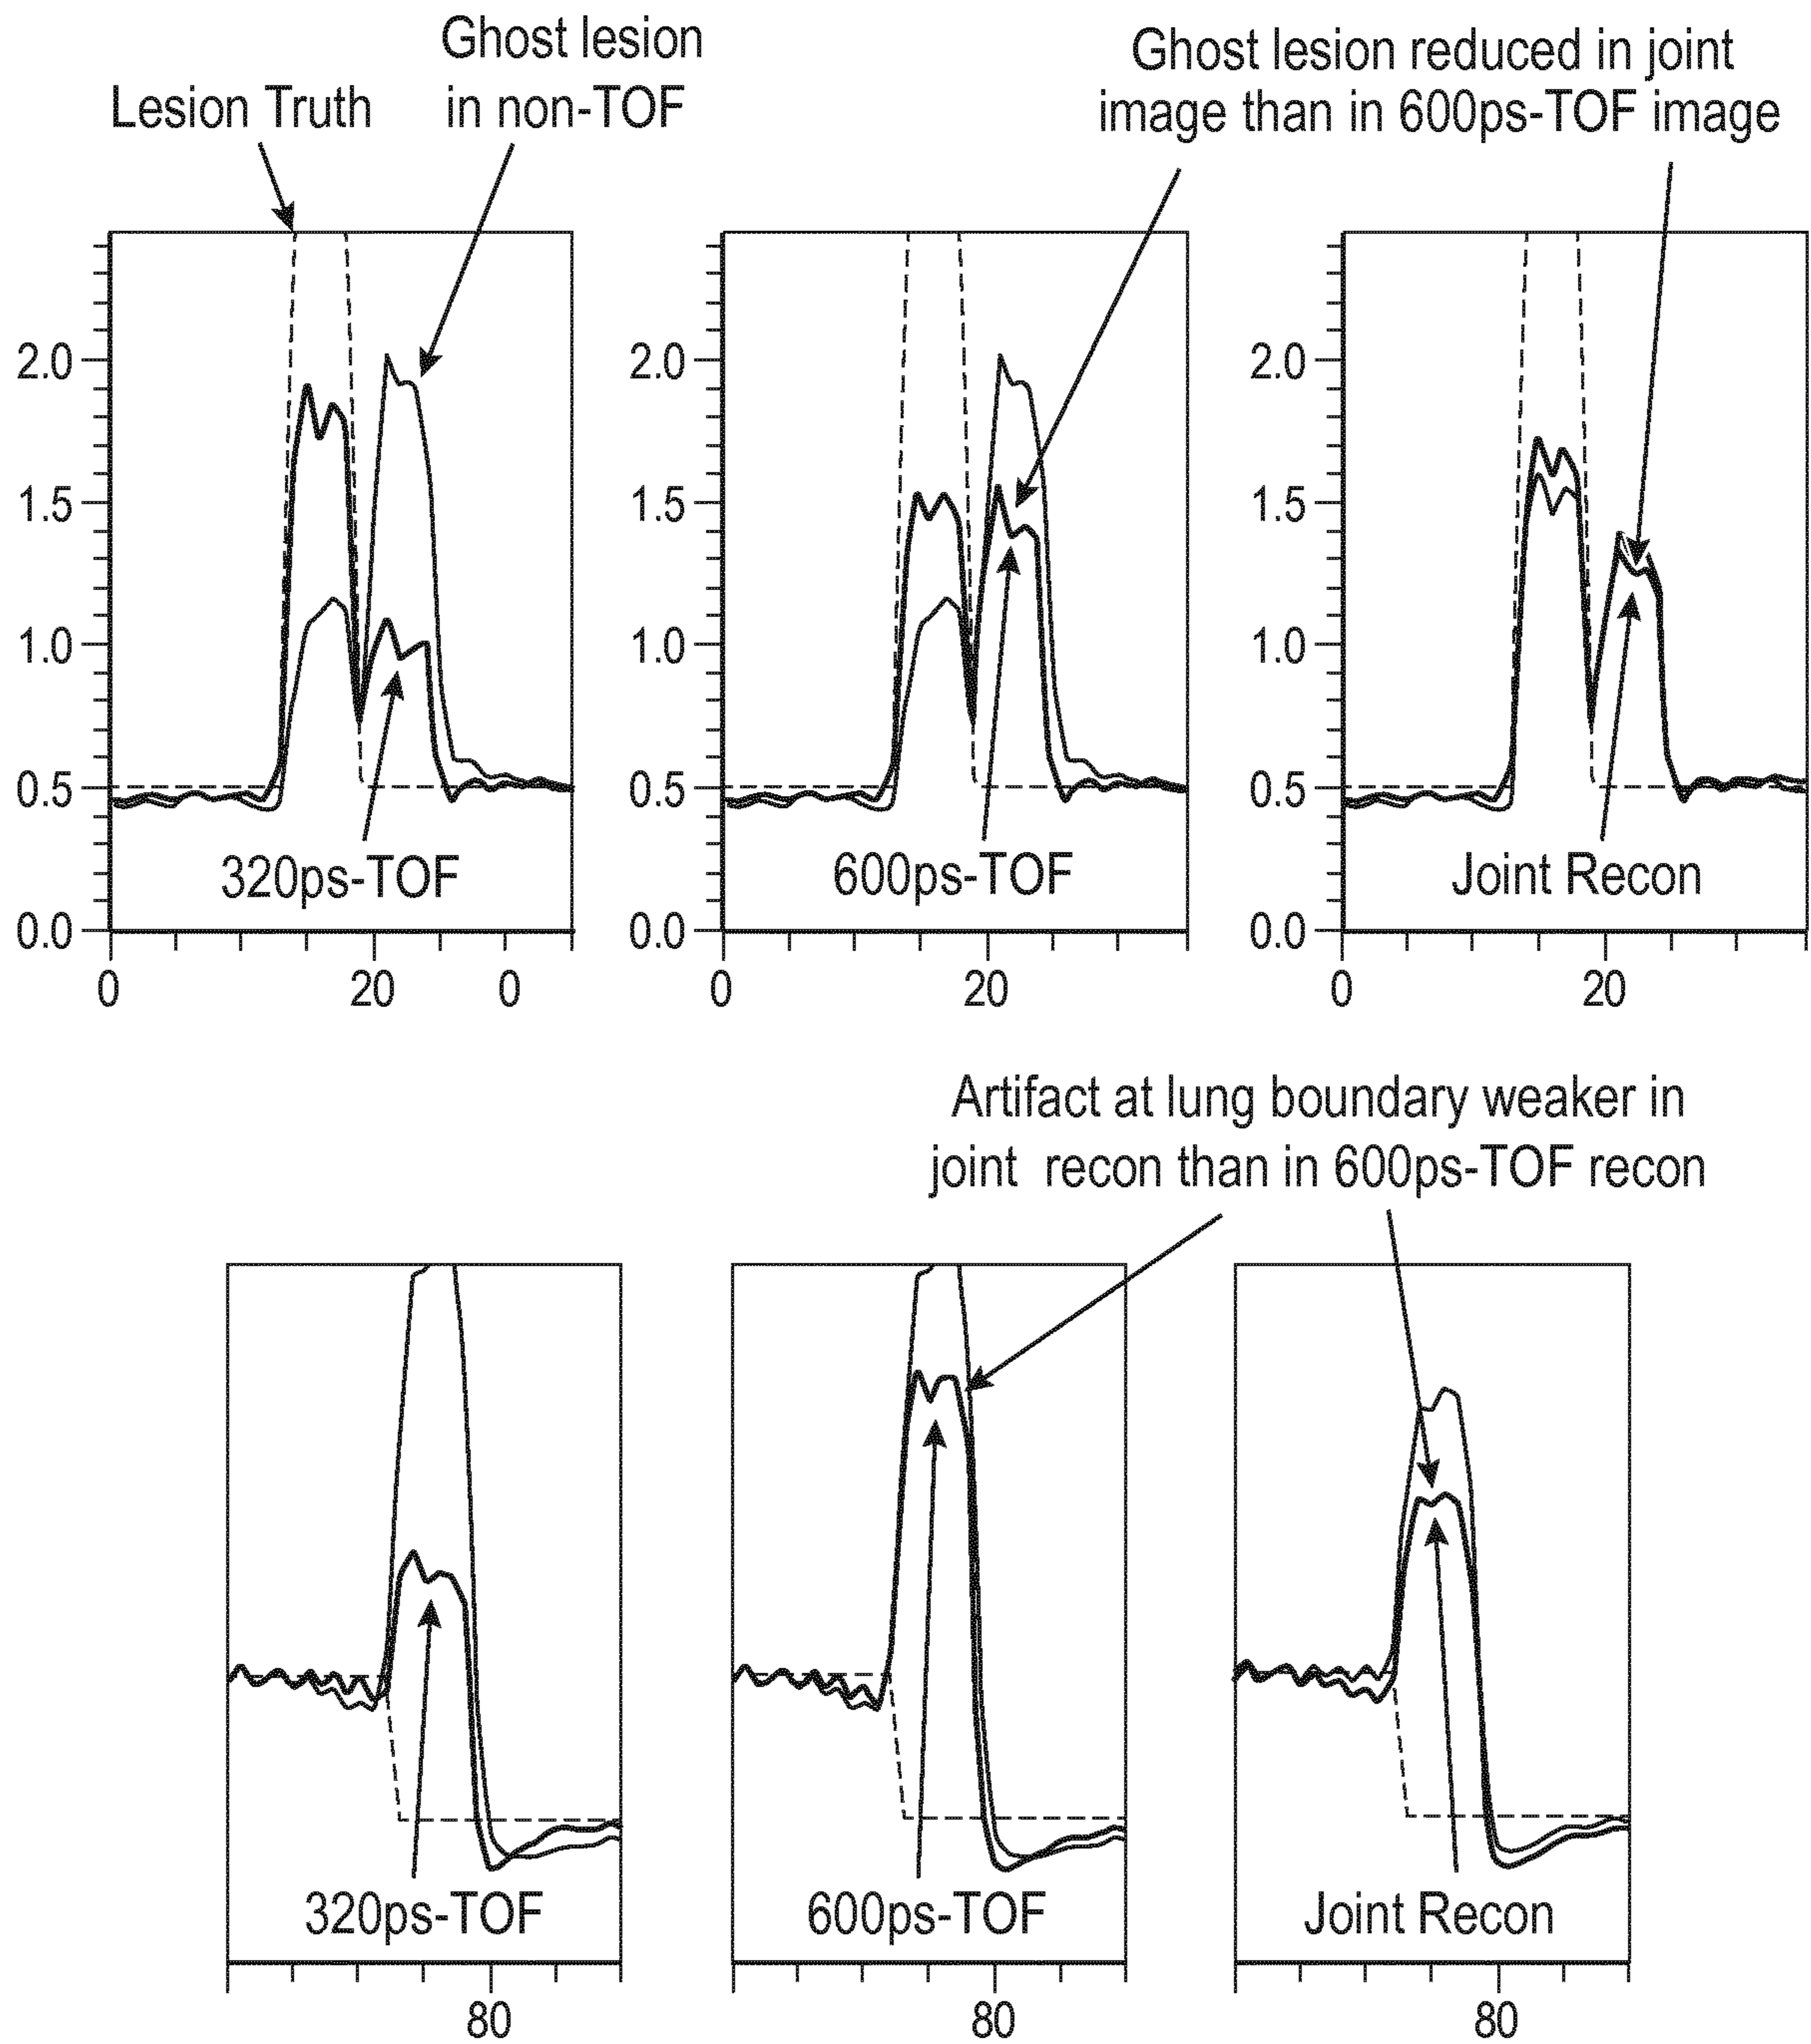 Ghost lesion
in non-TOF
Lesion Truth
Ghost lesion reduced in joint
image than in 600ps-TOF image
2.0
1.5
1.0
0.5
0.0
320ps-TOF
0 20 0
2.0
1.5
1.0
0.5
0.0
600ps-TOF
0 20
2.0
1.5
1.0
0.5
0.0
Joint Recon
0 20
Artifact at lung boundary weaker in
joint recon than in 600ps-TOF recon
320ps-TOF
80
600ps-TOF
80
Joint Recon
80